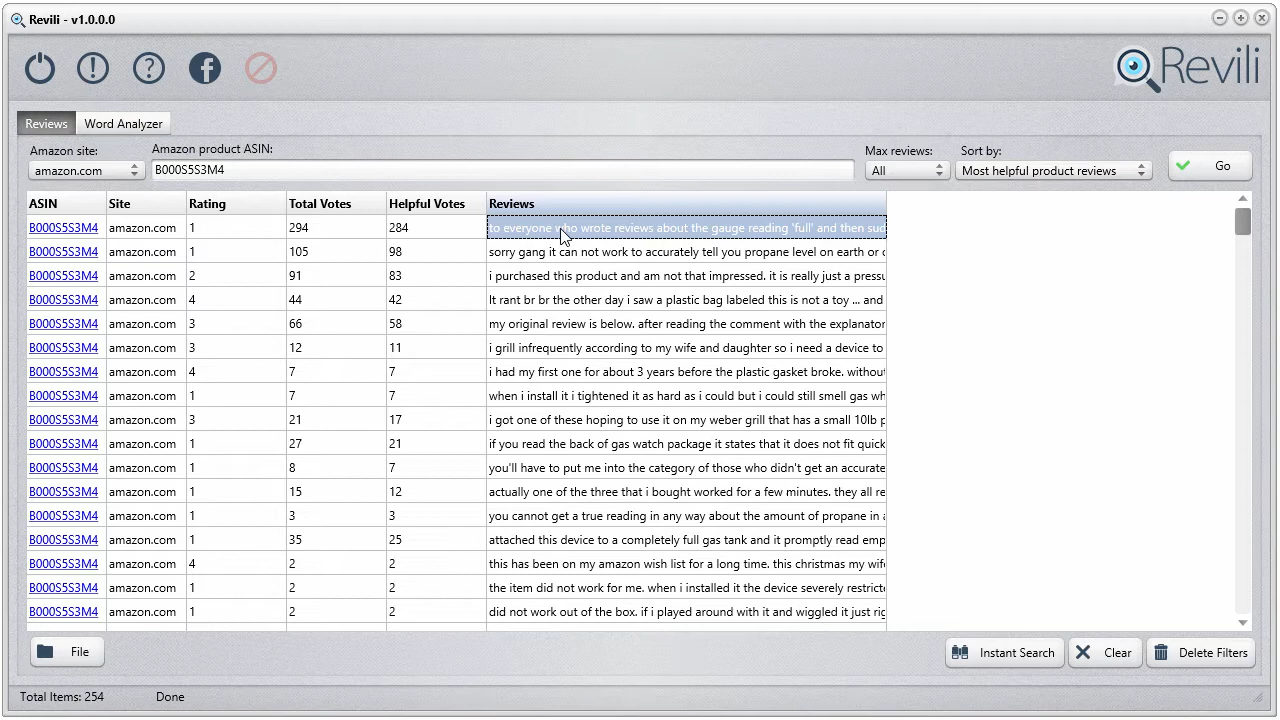 Revili - v1.0.0.0
Revili
Reviews Word Analyzer
Amazon site: Amazon product ASIN: Max reviews: Sort by:
amazon.com B000S5S3M4 All Most helpful product reviews Go
ASIN Site Rating Total Votes Helpful Votes Reviews
B000S5S3M4 amazon.com 1 294 284 to everyone who wrote reviews about the gauge reading 'full' and then suc
B000S5S3M4 amazon.com 1 105 98 sorry gang it can not work to accurately tell you propane level on earth or
B000S5S3M4 amazon.com 2 91 83 i purchased this product and am not that impressed. it is really just a pressu
B000S5S3M4 amazon.com 4 44 42 lt rant br br the other day i saw a plastic bag labeled this is not a toy ... and
B000S5S3M4 amazon.com 3 66 58 my original review is below. after reading the comment with the explanator
B000S5S3M4 amazon.com 3 12 11 i grill infrequently according to my wife and daughter so i need a device to
B000S5S3M4 amazon.com 4 7 7 i had my first one for about 3 years before the plastic gasket broke. withou
B000S5S3M4 amazon.com 1 7 7 when i install it i tightened it as hard as i could but i could still smell gas wh
B000S5S3M4 amazon.com 3 21 17 i got one of these hoping to use it on my weber grill that has a small 10lb p
B000S5S3M4 amazon.com 1 27 21 if you read the back of gas watch package it states that it does not fit quick
B000S5S3M4 amazon.com 1 8 7 you'll have to put me into the category of those who didn't get an accurate
B000S5S3M4 amazon.com 1 15 12 actually one of the three that i bought worked for a few minutes. they all re
B000S5S3M4 amazon.com 1 3 3 you cannot get a true reading in any way about the amount of propane in a
B000S5S3M4 amazon.com 1 35 25 attached this device to a completely full gas tank and it promptly read emp
B000S5S3M4 amazon.com 4 2 2 this has been on my amazon wish list for a long time. this christmas my wif
B000S5S3M4 amazon.com 1 2 2 the item did not work for me. when i installed it the device severely restricte
B000S5S3M4 amazon.com 1 2 2 did not work out of the box. if i played around with it and wiggled it just rig
File Instant Search Clear Delete Filters
Total Items: 254 Done